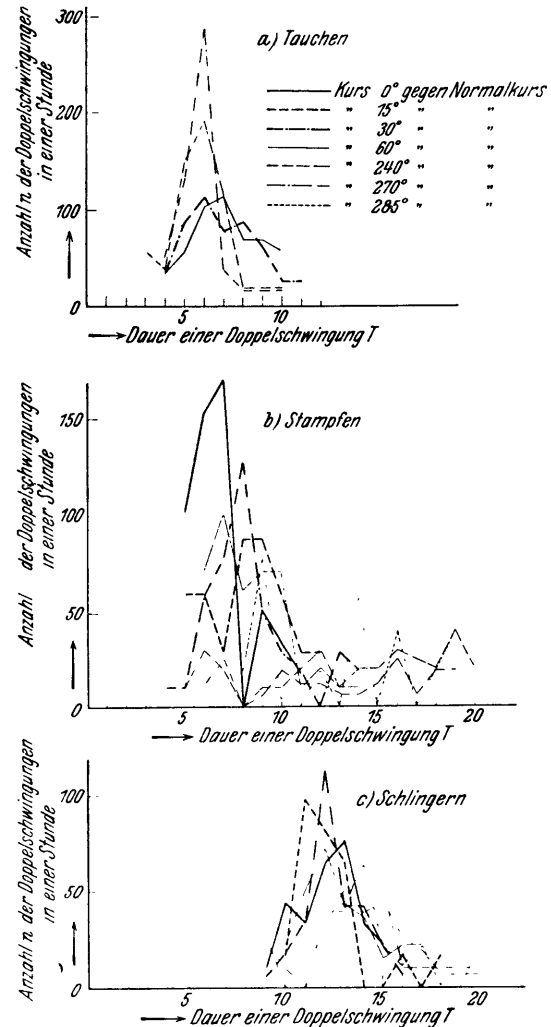 300
200
100
0
Anzahl n der Doppelschwingungen
in einer Stunde
a) Tauchen
Kurs 0° gegen Normalkurs
" 15° " "
" 30° " "
" 60° " "
" 240° " "
" 270° " "
" 285° " "
5 10
Dauer einer Doppelschwingung T
150
100
50
0
Anzahl der Doppelschwingungen
in einer Stunde
b) Stampfen
5 10 15 20
Dauer einer Doppelschwingung T
100
50
0
Anzahl n der Doppelschwingungen
in einer Stunde
c) Schlingern
5 10 15 20
Dauer einer Doppelschwingung T